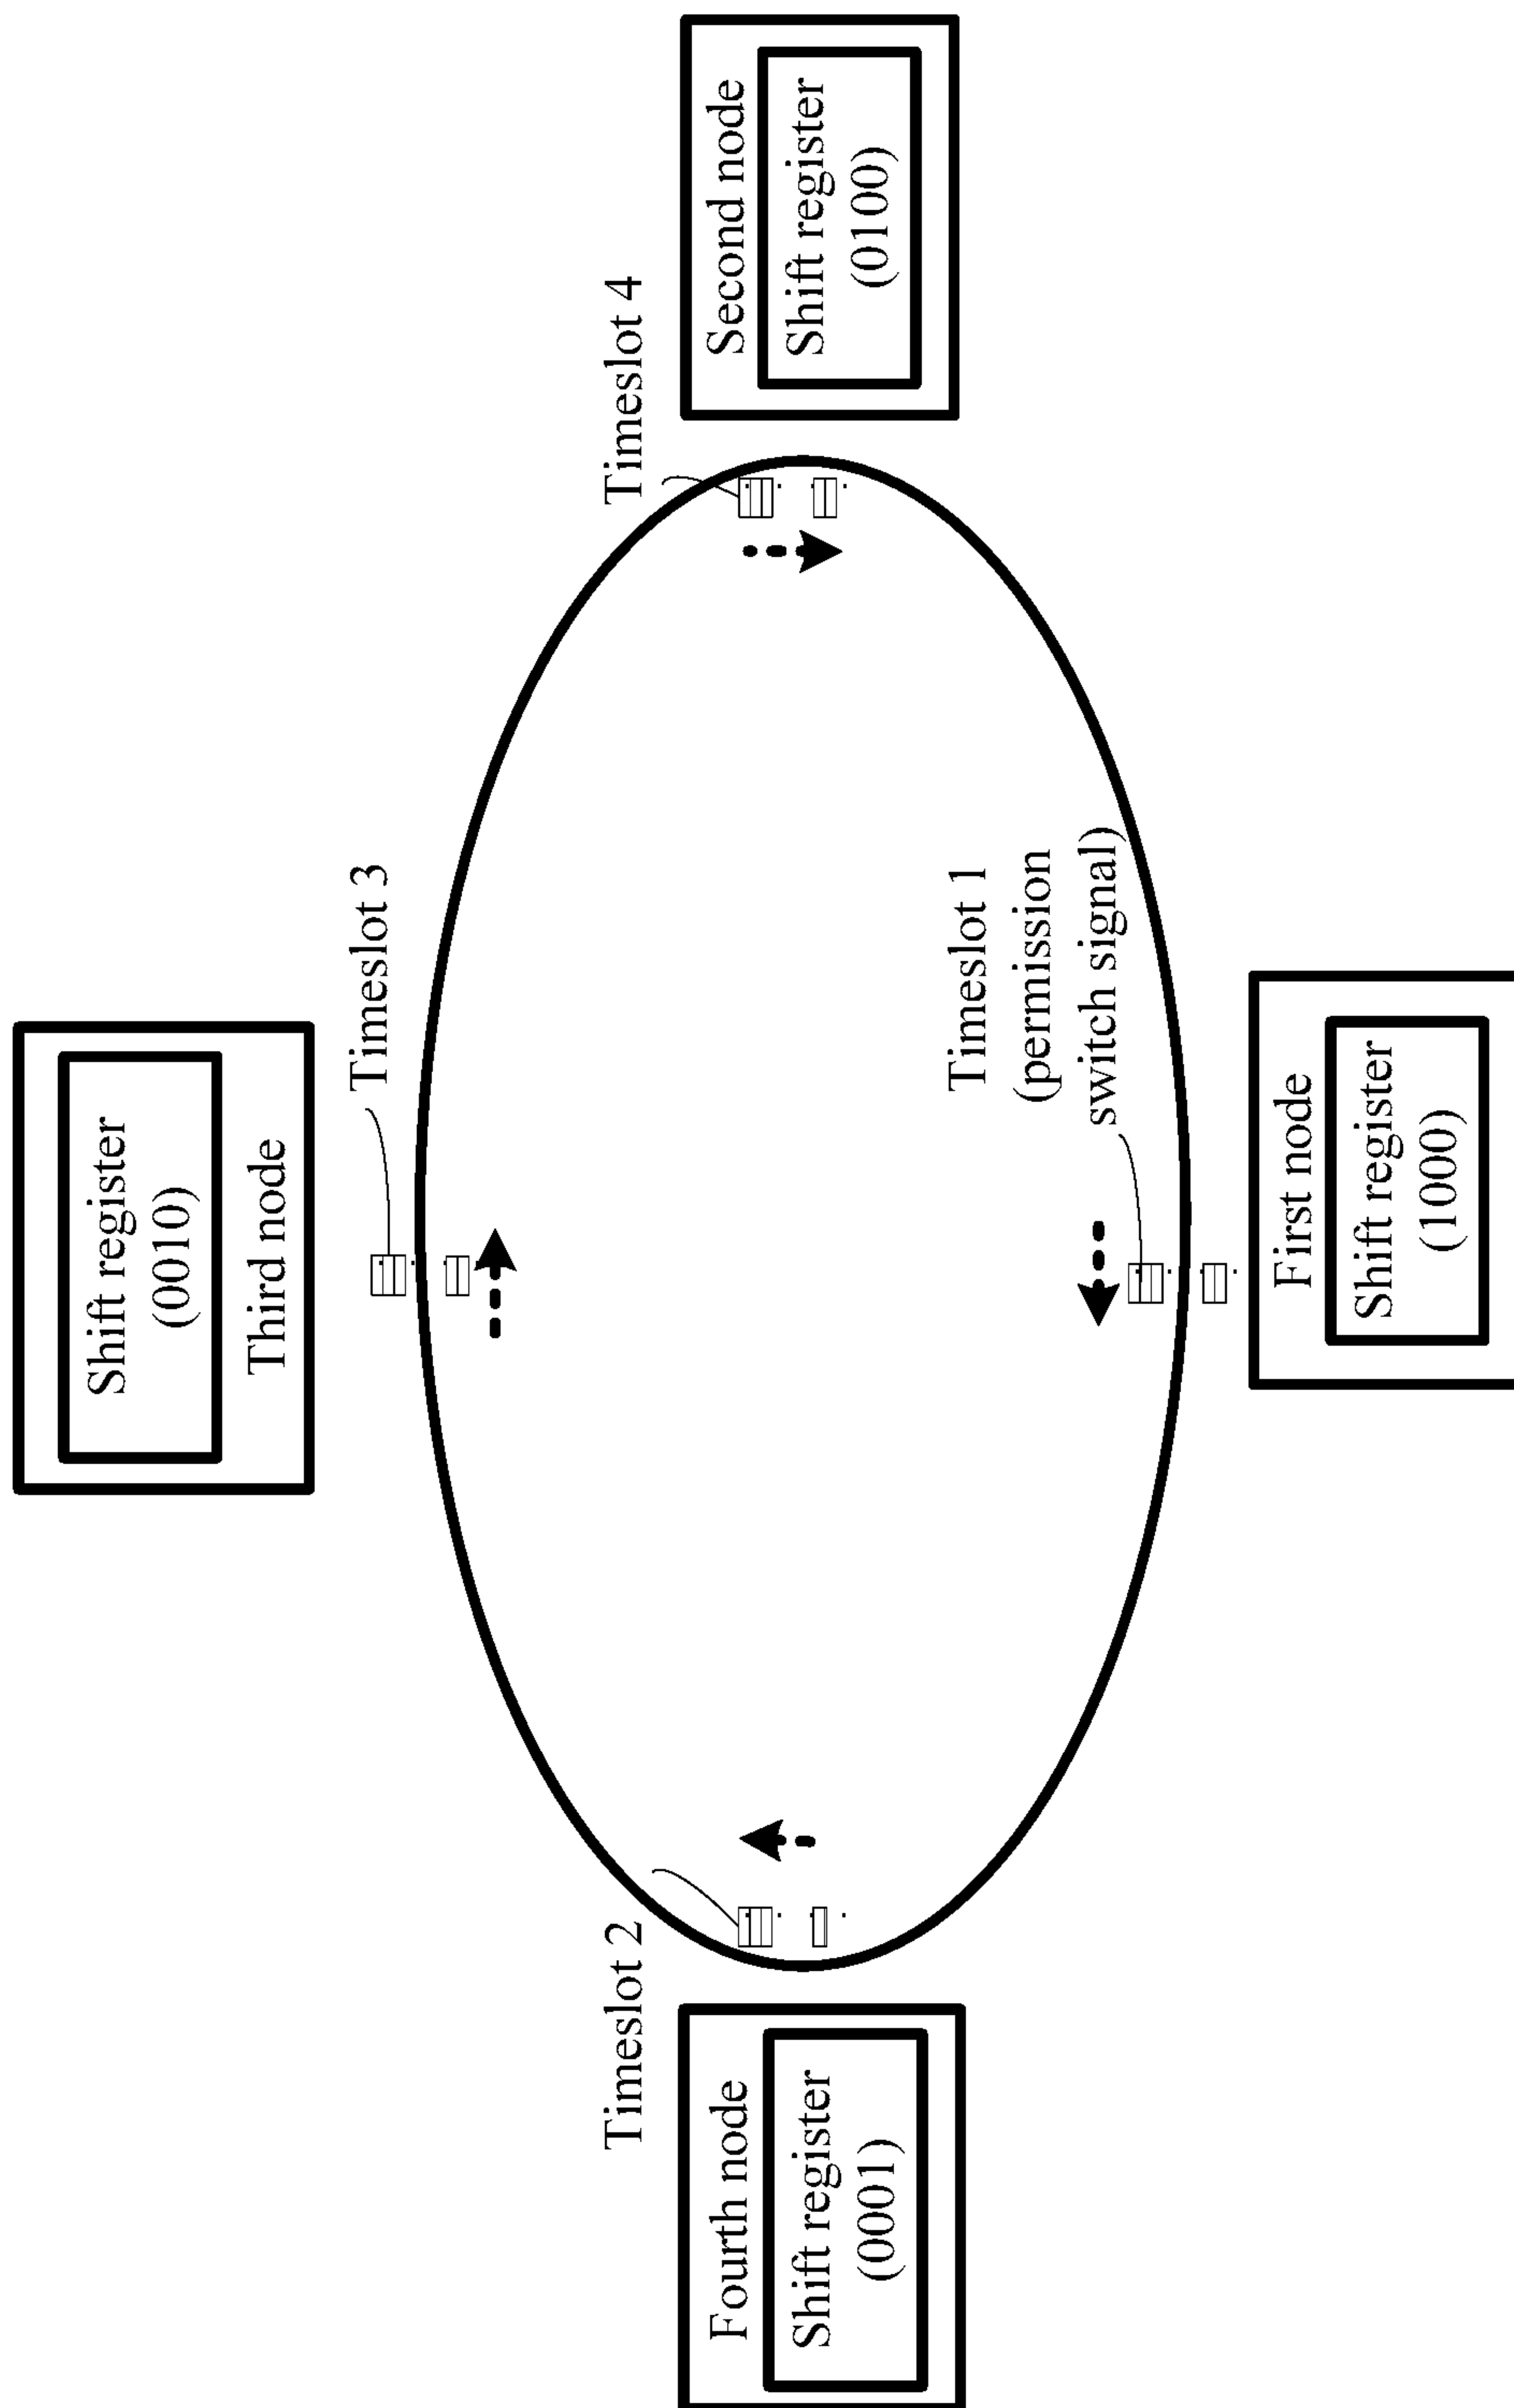 Shift register
(0010)
Third node
Timeslot 3
Timeslot 2
Timeslot 4
Fourth node
Shift register
(0001)
Second node
Shift register
(0100)
Timeslot 1
(permission
switch signal)
First node
Shift register
(1000)